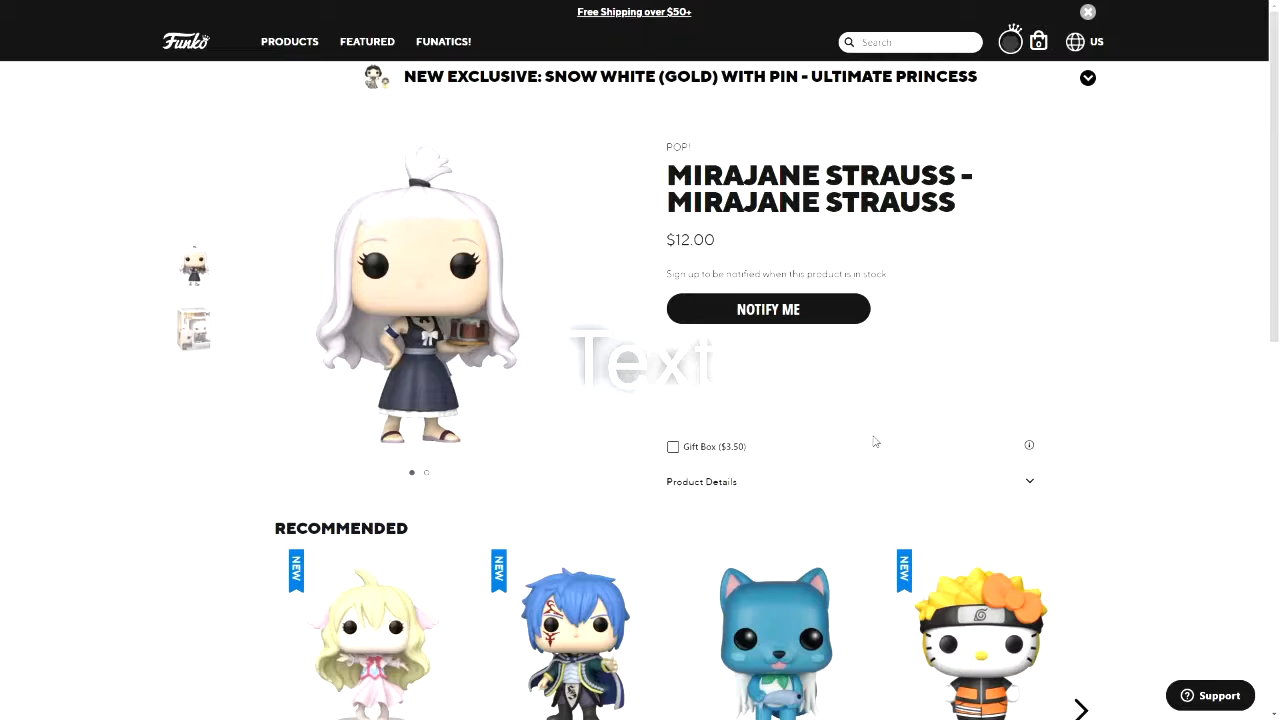 Free Shipping over $50+
Funko
PRODUCTS
FEATURED
FUNATICS!
Search
0
US
NEW EXCLUSIVE: SNOW WHITE (GOLD) WITH PIN - ULTIMATE PRINCESS
POP!
MIRAJANE STRAUSS -
MIRAJANE STRAUSS
$12.00
Sign up to be notified when this product is in stock
NOTIFY ME
Text
Gift Box ($3.50)
Product Details
RECOMMENDED
NEW
NEW
NEW
Support